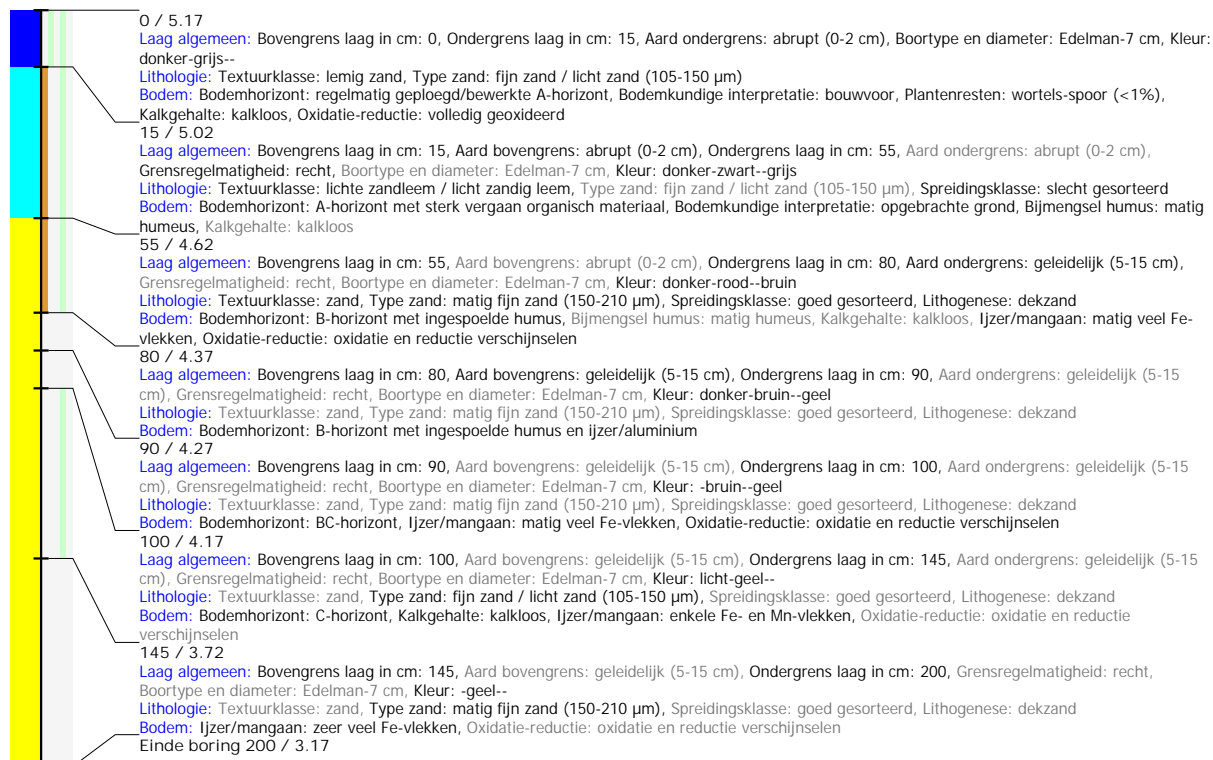 0 / 5.17
Laag algemeen: Bovengrens laag in cm: 0, Ondergrens laag in cm: 15, Aard ondergrens: abrupt (0-2 cm), Boortype en diameter: Edelman-7 cm, Kleur:
donker-grijs--
Lithologie: Textuurklasse: lemig zand, Type zand: fijn zand / licht zand (105-150 µm)
Bodem: Bodemhorizont: regelmatig geploegd/bewerkte A-horizont, Bodemkundige interpretatie: bouwvoor, Plantenresten: wortels-spoor (<1%),
Kalkgehalte: kalkloos, Oxidatie-reductie: volledig geoxideerd
15 / 5.02
Laag algemeen: Bovengrens laag in cm: 15, Aard bovengrens: abrupt (0-2 cm), Ondergrens laag in cm: 55, Aard ondergrens: abrupt (0-2 cm),
Grensregelmatigheid: recht, Boortype en diameter: Edelman-7 cm, Kleur: donker-zwart--grijs
Lithologie: Textuurklasse: lichte zandleem / licht zandig leem, Type zand: fijn zand / licht zand (105-150 µm), Spreidingsklasse: slecht gesorteerd
Bodem: Bodemhorizont: A-horizont met sterk vergaan organisch materiaal, Bodemkundige interpretatie: opgebrachte grond, Bijmengsel humus: matig
humeus, Kalkgehalte: kalkloos
55 / 4.62
Laag algemeen: Bovengrens laag in cm: 55, Aard bovengrens: abrupt (0-2 cm), Ondergrens laag in cm: 80, Aard ondergrens: geleidelijk (5-15 cm),
Grensregelmatigheid: recht, Boortype en diameter: Edelman-7 cm, Kleur: donker-rood--bruin
Lithologie: Textuurklasse: zand, Type zand: matig fijn zand (150-210 µm), Spreidingsklasse: goed gesorteerd, Lithogenese: dekzand
Bodem: Bodemhorizont: B-horizont met ingespoelde humus, Bijmengsel humus: matig humeus, Kalkgehalte: kalkloos, Ijzer/mangaan: matig veel Fe-
vlekken, Oxidatie-reductie: oxidatie en reductie verschijnselen
80 / 4.37
Laag algemeen: Bovengrens laag in cm: 80, Aard bovengrens: geleidelijk (5-15 cm), Ondergrens laag in cm: 90, Aard ondergrens: geleidelijk (5-15
cm), Grensregelmatigheid: recht, Boortype en diameter: Edelman-7 cm, Kleur: donker-bruin--geel
Lithologie: Textuurklasse: zand, Type zand: matig fijn zand (150-210 µm), Spreidingsklasse: goed gesorteerd, Lithogenese: dekzand
Bodem: Bodemhorizont: B-horizont met ingespoelde humus en ijzer/aluminium
90 / 4.27
Laag algemeen: Bovengrens laag in cm: 90, Aard bovengrens: geleidelijk (5-15 cm), Ondergrens laag in cm: 100, Aard ondergrens: geleidelijk (5-15
cm), Grensregelmatigheid: recht, Boortype en diameter: Edelman-7 cm, Kleur: -bruin--geel
Lithologie: Textuurklasse: zand, Type zand: matig fijn zand (150-210 µm), Spreidingsklasse: goed gesorteerd, Lithogenese: dekzand
Bodem: Bodemhorizont: BC-horizont, Ijzer/mangaan: matig veel Fe-vlekken, Oxidatie-reductie: oxidatie en reductie verschijnselen
100 / 4.17
Laag algemeen: Bovengrens laag in cm: 100, Aard bovengrens: geleidelijk (5-15 cm), Ondergrens laag in cm: 145, Aard ondergrens: geleidelijk (5-15
cm), Grensregelmatigheid: recht, Boortype en diameter: Edelman-7 cm, Kleur: licht-geel--
Lithologie: Textuurklasse: zand, Type zand: fijn zand / licht zand (105-150 µm), Spreidingsklasse: goed gesorteerd, Lithogenese: dekzand
Bodem: Bodemhorizont: C-horizont, Kalkgehalte: kalkloos, Ijzer/mangaan: enkele Fe- en Mn-vlekken, Oxidatie-reductie: oxidatie en reductie
verschijnselen
145 / 3.72
Laag algemeen: Bovengrens laag in cm: 145, Aard bovengrens: geleidelijk (5-15 cm), Ondergrens laag in cm: 200, Grensregelmatigheid: recht,
Boortype en diameter: Edelman-7 cm, Kleur: -geel--
Lithologie: Textuurklasse: zand, Type zand: matig fijn zand (150-210 µm), Spreidingsklasse: goed gesorteerd, Lithogenese: dekzand
Bodem: Ijzer/mangaan: zeer veel Fe-vlekken, Oxidatie-reductie: oxidatie en reductie verschijnselen
Einde boring 200 / 3.17